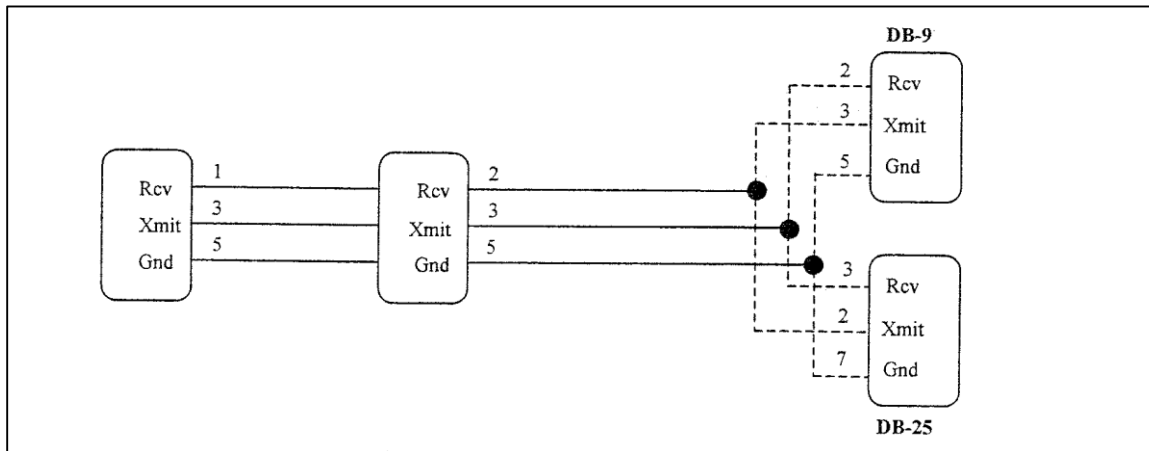 DB-9
2
Rcv
3
Xmit
5
Gnd
1
Rcv
3
Xmit
5
Gnd
2
Rcv
3
Xmit
5
Gnd
3
Rcv
2
Xmit
7
Gnd
DB-25